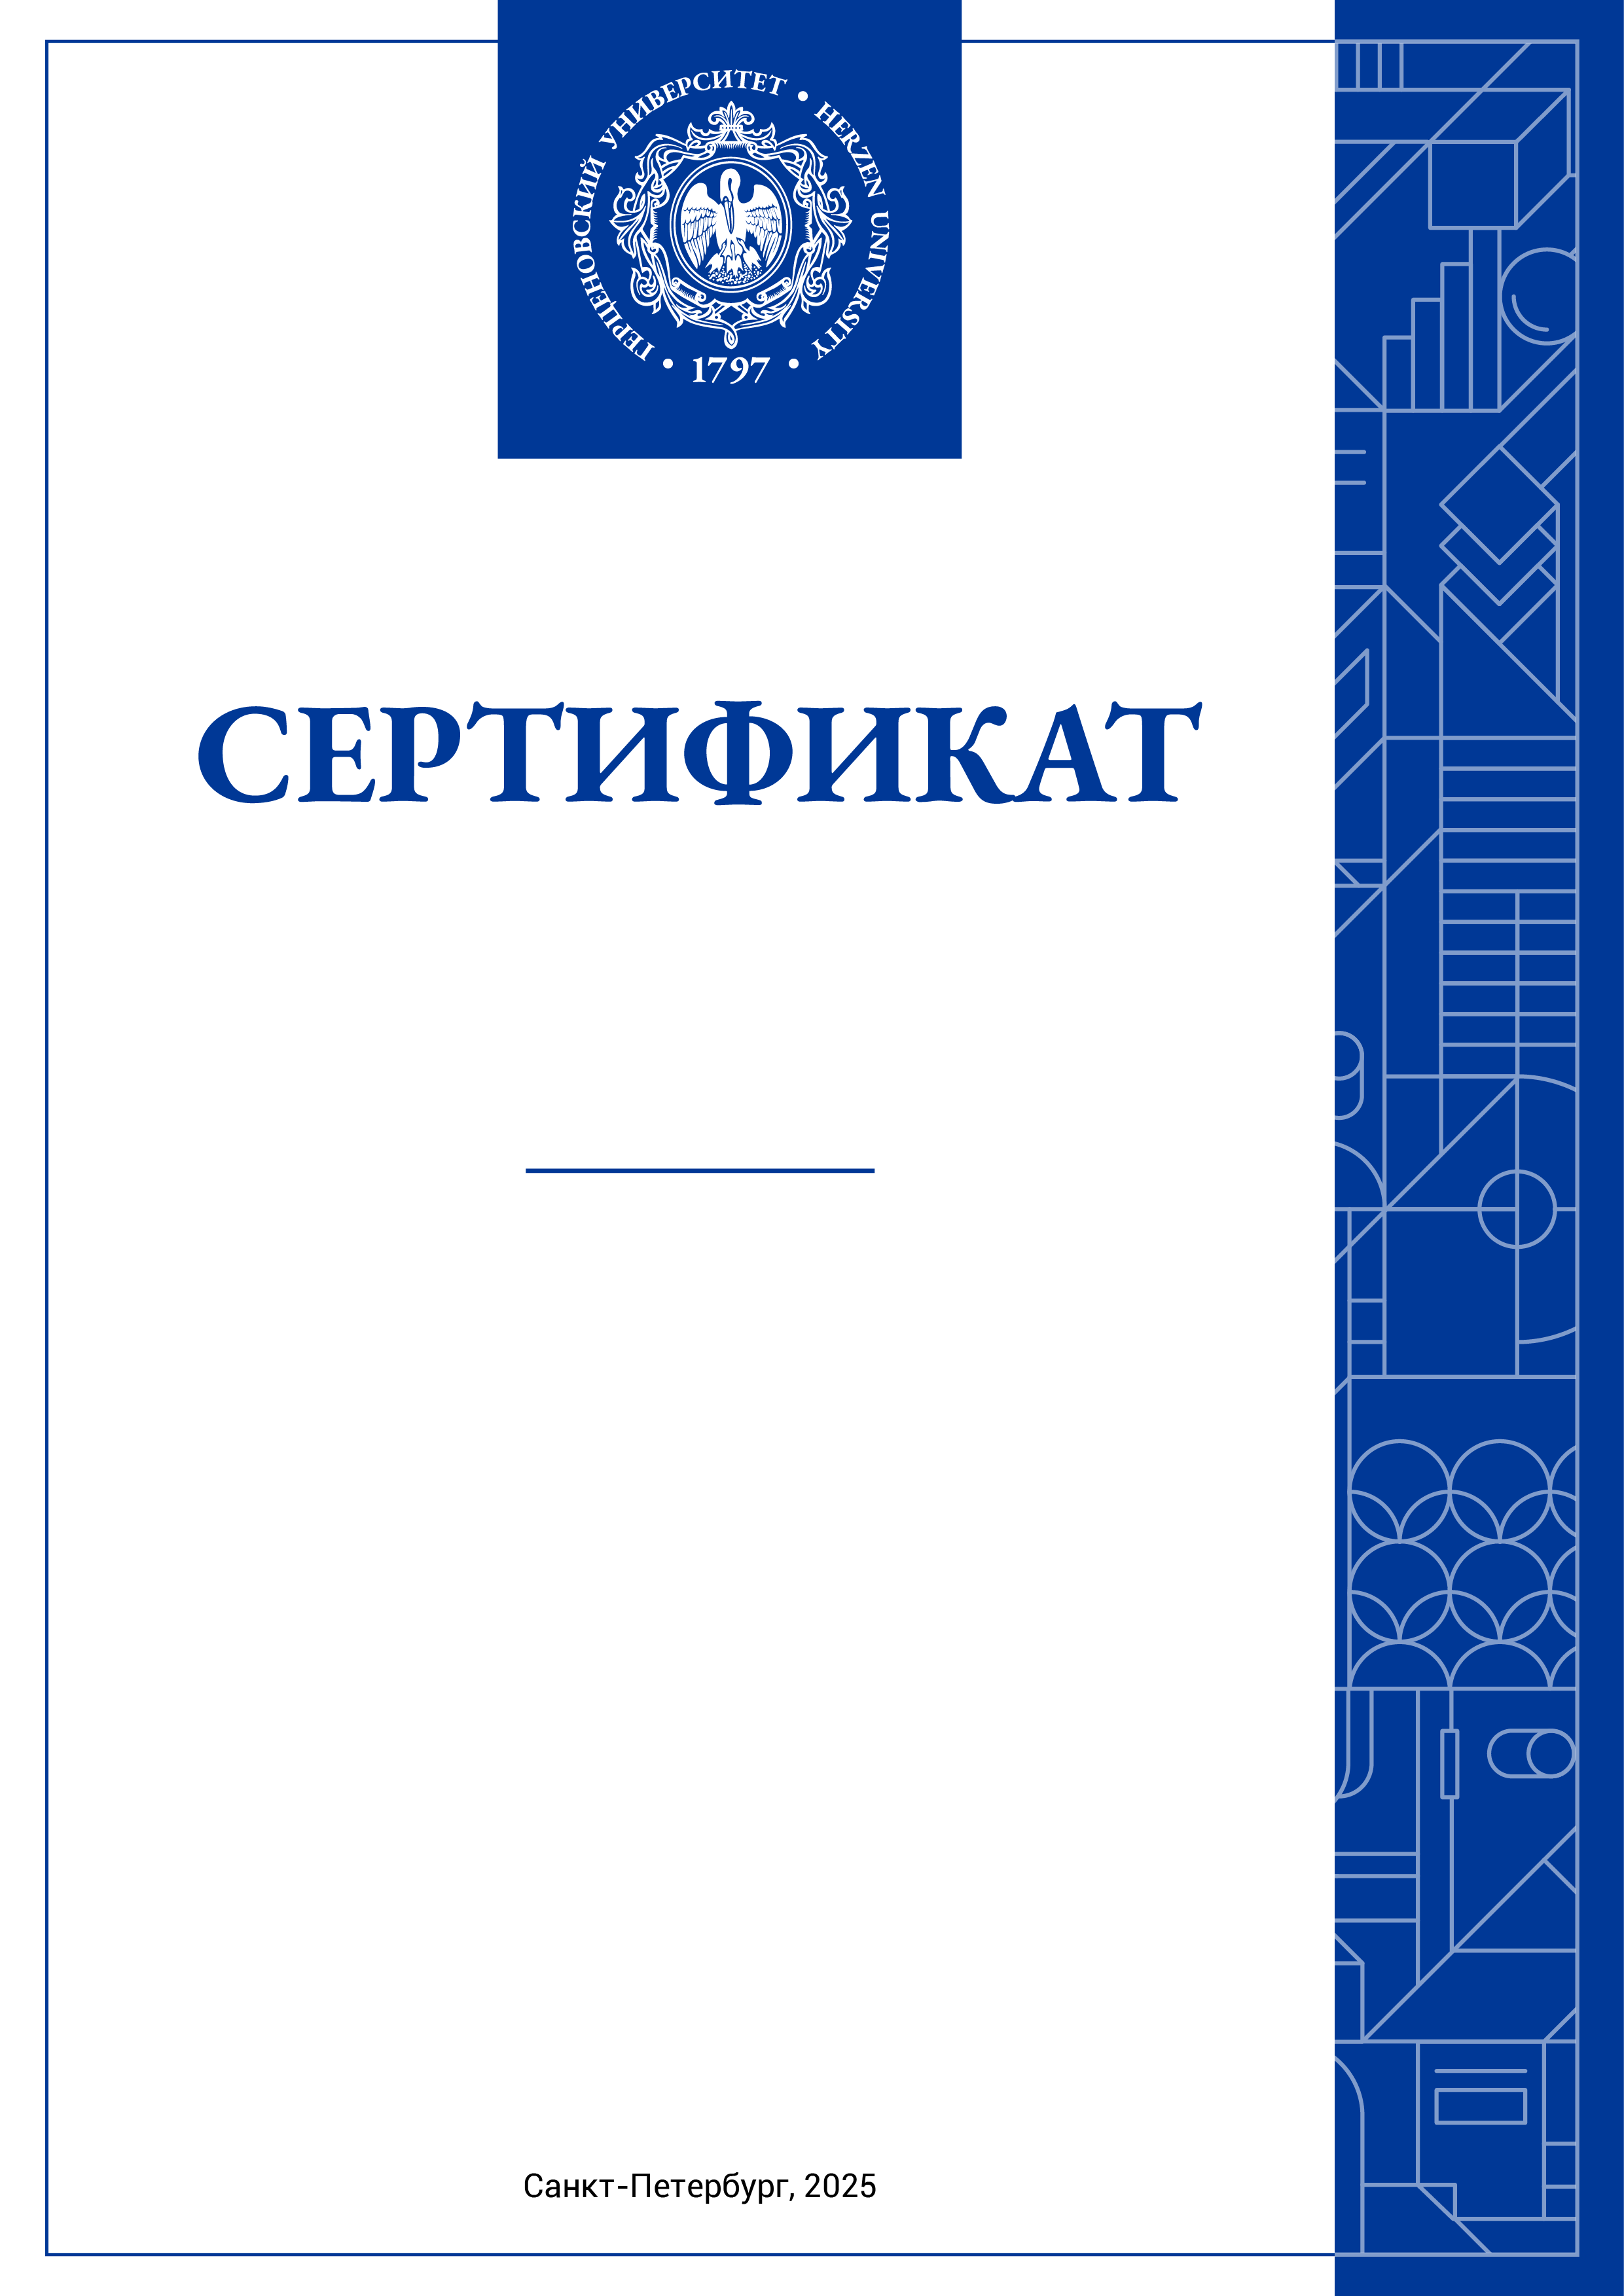 ГЕРЦЕНОВСКИЙ УНИВЕРСИТЕТ • HERZEN UNIVERSITY
• 1797 •
СЕРТИФИКАТ
Санкт-Петербург, 2025